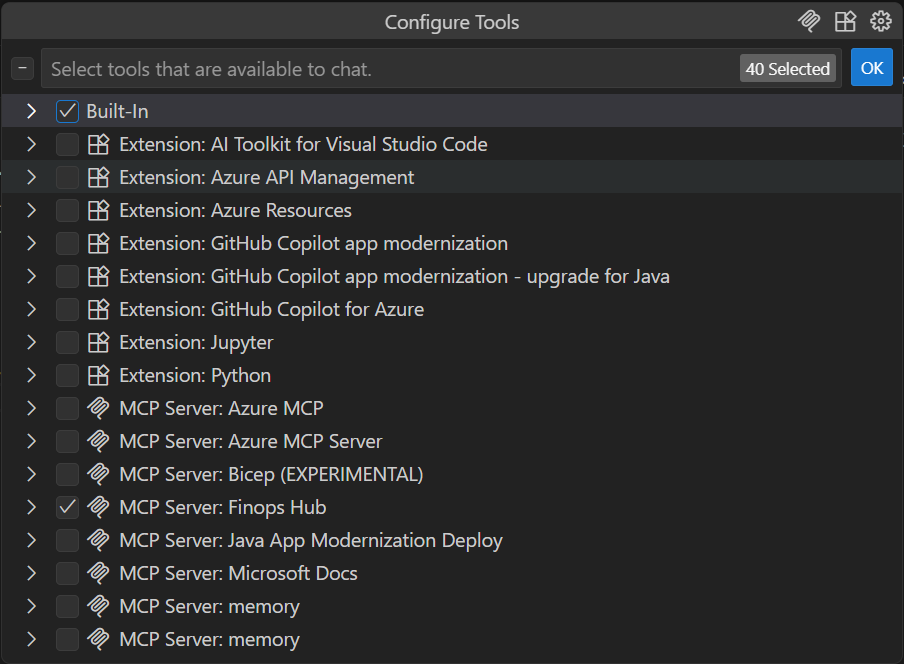 Configure Tools
Select tools that are available to chat.
40 Selected
OK
Built-In
Extension: AI Toolkit for Visual Studio Code
Extension: Azure API Management
Extension: Azure Resources
Extension: GitHub Copilot app modernization
Extension: GitHub Copilot app modernization - upgrade for Java
Extension: GitHub Copilot for Azure
Extension: Jupyter
Extension: Python
MCP Server: Azure MCP
MCP Server: Azure MCP Server
MCP Server: Bicep (EXPERIMENTAL)
MCP Server: Finops Hub
MCP Server: Java App Modernization Deploy
MCP Server: Microsoft Docs
MCP Server: memory
MCP Server: memory